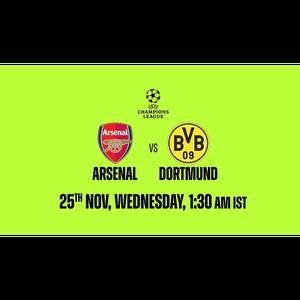 CHAMPIONS
LEAGUE
Arsenal
BVB
09
VS
ARSENAL
DORTMUND
25TH NOV, WEDNESDAY, 1:30 AM IST